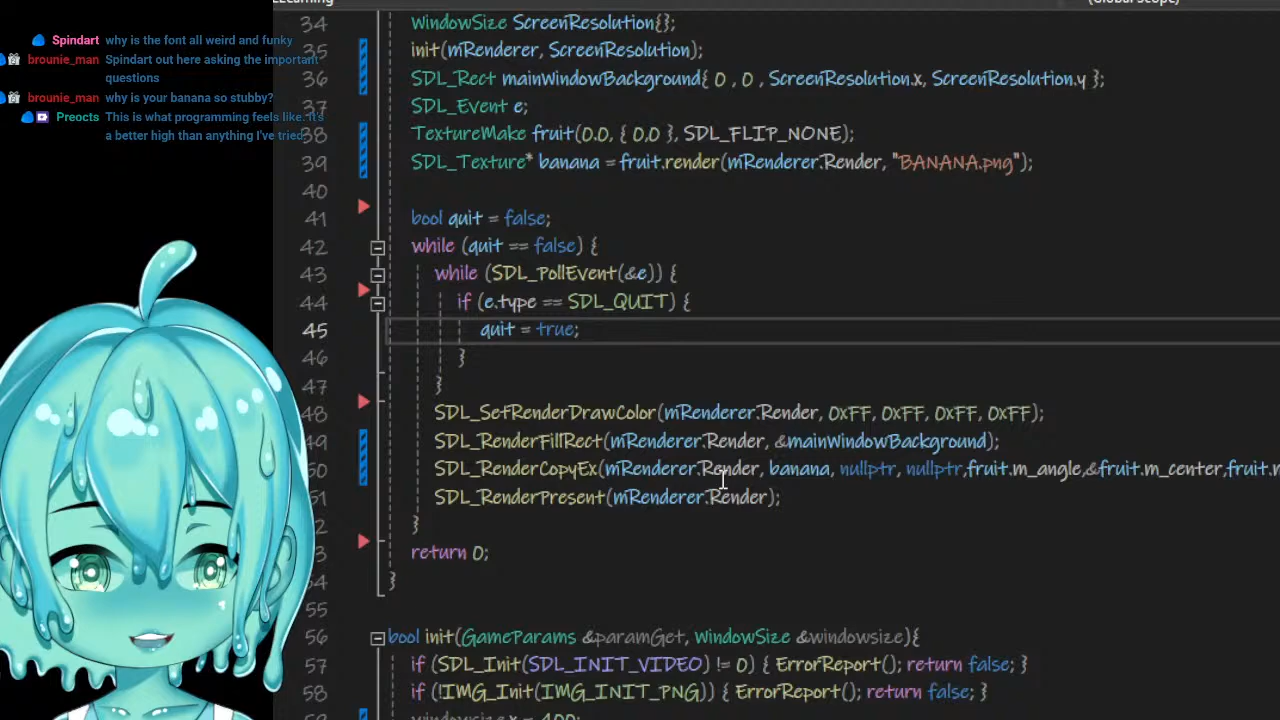 ELearning
(Global Scope)
Spindart why is the font all weird and funky
brounie_man Spindart out here asking the important
questions
brounie_man why is your banana so stubby?
Preocts This is what programming feels like. It's
a better high than anything I've tried.
34 WindowSize ScreenResolution{};
35 init(mRenderer, ScreenResolution);
36 SDL_Rect mainWindowBackground{ 0 , 0 , ScreenResolution.x, ScreenResolution.y };
37 SDL_Event e;
38 TextureMake fruit(0.0, { 0,0 }, SDL_FLIP_NONE);
39 SDL_Texture* banana = fruit.render(mRenderer.Render, "BANANA.png");
40
41 bool quit = false;
42 while (quit == false) {
43 while (SDL_PollEvent(&e)) {
44 if (e.type == SDL_QUIT) {
45 quit = true;
46 }
47 }
48 SDL_SetRenderDrawColor(mRenderer.Render, 0xFF, 0xFF, 0xFF, 0xFF);
49 SDL_RenderFillRect(mRenderer.Render, &mainWindowBackground);
50 SDL_RenderCopyEx(mRenderer.Render, banana, nullptr, nullptr,fruit.m_angle,&fruit.m_center,fruit.m
51 SDL_RenderPresent(mRenderer.Render);
2 }
3 return 0;
54 }
55
56 bool init(GameParams &paramGet, WindowSize &windowsize){
57 if (SDL_Init(SDL_INIT_VIDEO) != 0) { ErrorReport(); return false; }
58 if (!IMG_Init(IMG_INIT_PNG)) { ErrorReport(); return false; }
59 windowsize.x = 400;